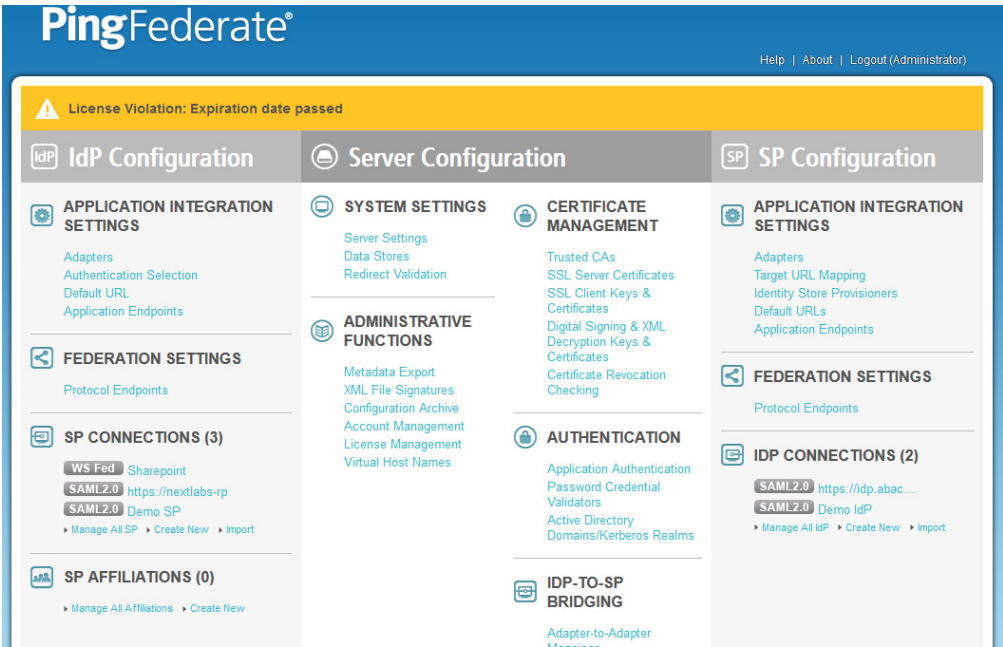 PingFederate®
Help | About | Logout (Administrator)
License Violation: Expiration date passed
IdP IdP Configuration
APPLICATION INTEGRATION
SETTINGS
Adapters
Authentication Selection
Default URL
Application Endpoints
FEDERATION SETTINGS
Protocol Endpoints
SP CONNECTIONS (3)
WS Fed Sharepoint
SAML2.0 https://nextlabs-rp
SAML2.0 Demo SP
Manage All SP Create New Import
SP AFFILIATIONS (0)
Manage All Affiliations Create New
Server Configuration
SYSTEM SETTINGS
Server Settings
Data Stores
Redirect Validation
ADMINISTRATIVE
FUNCTIONS
Metadata Export
XML File Signatures
Configuration Archive
Account Management
License Management
Virtual Host Names
CERTIFICATE
MANAGEMENT
Trusted CAs
SSL Server Certificates
SSL Client Keys &
Certificates
Digital Signing & XML
Decryption Keys &
Certificates
Certificate Revocation
Checking
AUTHENTICATION
Application Authentication
Password Credential
Validators
Active Directory
Domains/Kerberos Realms
IDP-TO-SP
BRIDGING
Adapter-to-Adapter
SP SP Configuration
APPLICATION INTEGRATION
SETTINGS
Adapters
Target URL Mapping
Identity Store Provisioners
Default URLs
Application Endpoints
FEDERATION SETTINGS
Protocol Endpoints
IDP CONNECTIONS (2)
SAML2.0 https://idp.abac....
SAML2.0 Demo IdP
Manage All IdP Create New Import